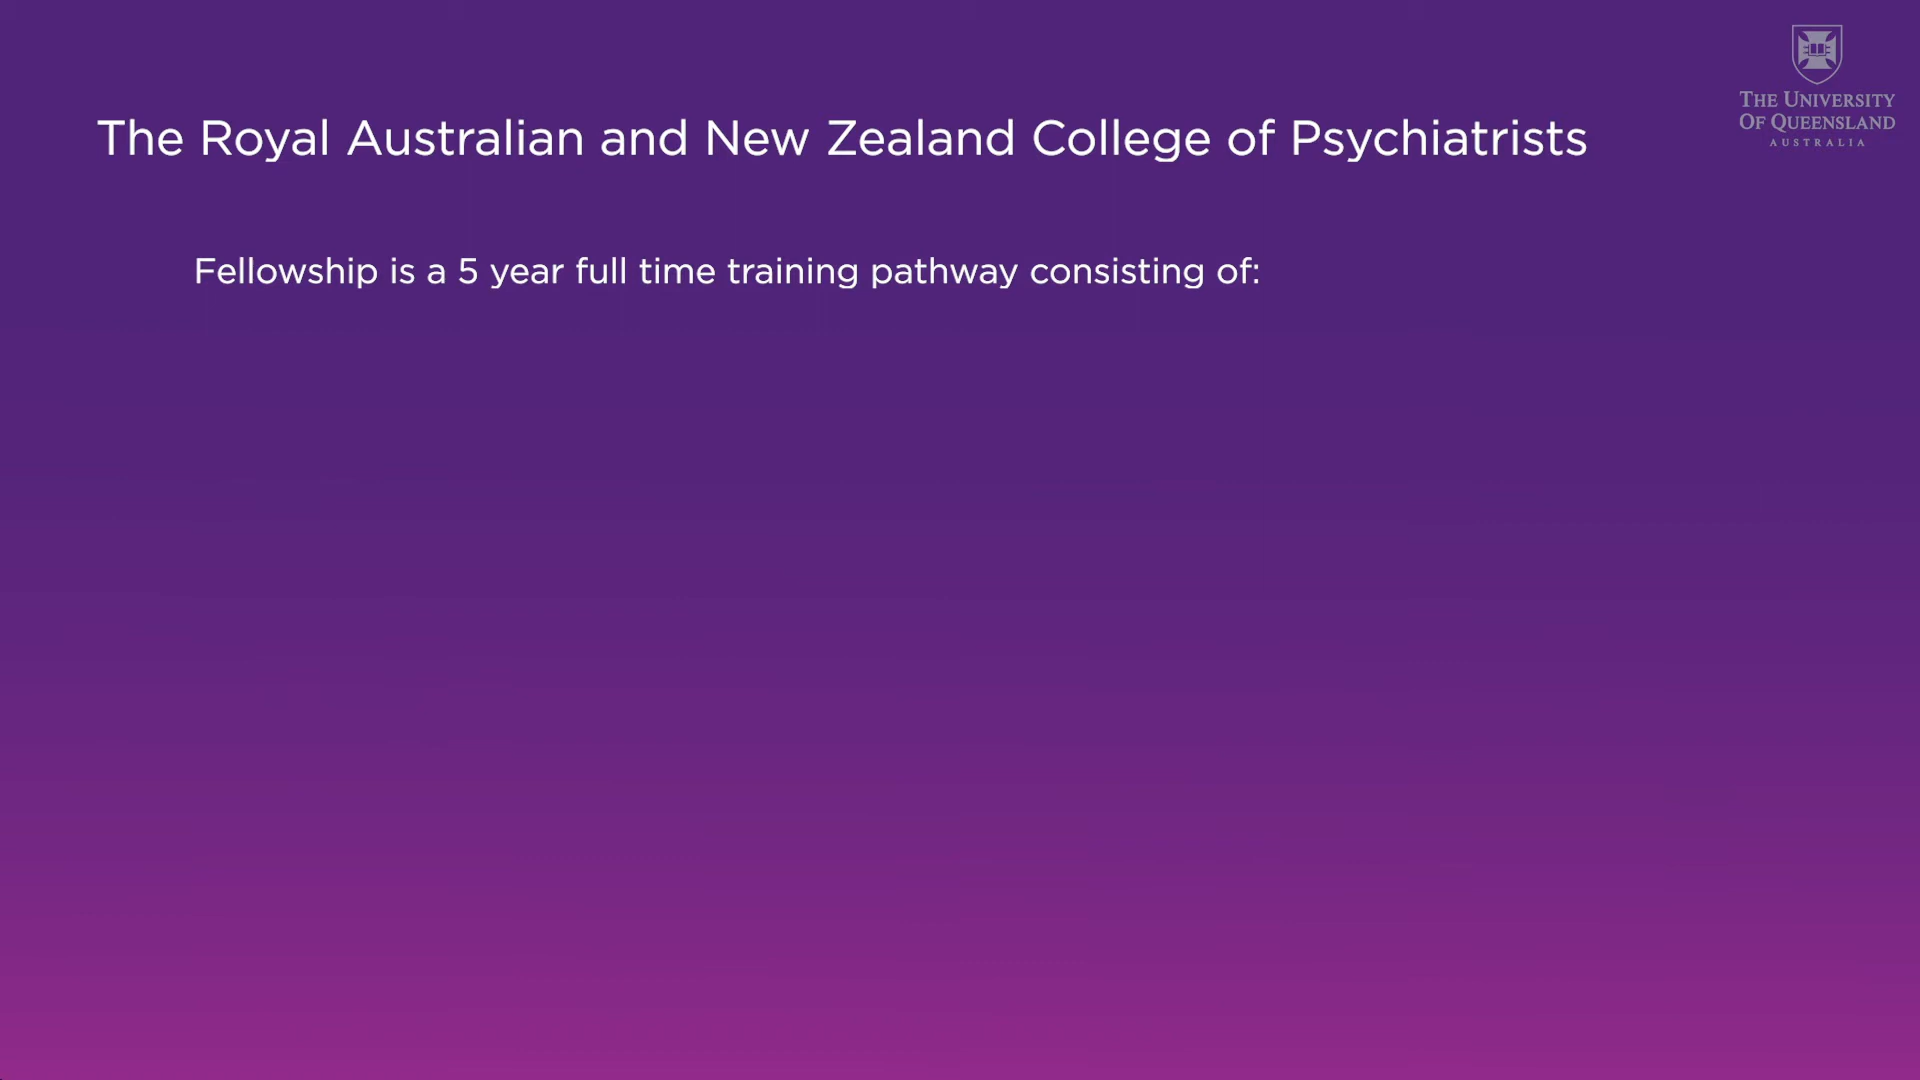 The Royal Australian and New Zealand College of Psychiatrists
THE UNIVERSITY
OF QUEENSLAND
AUSTRALIA
Fellowship is a 5 year full time training pathway consisting of: